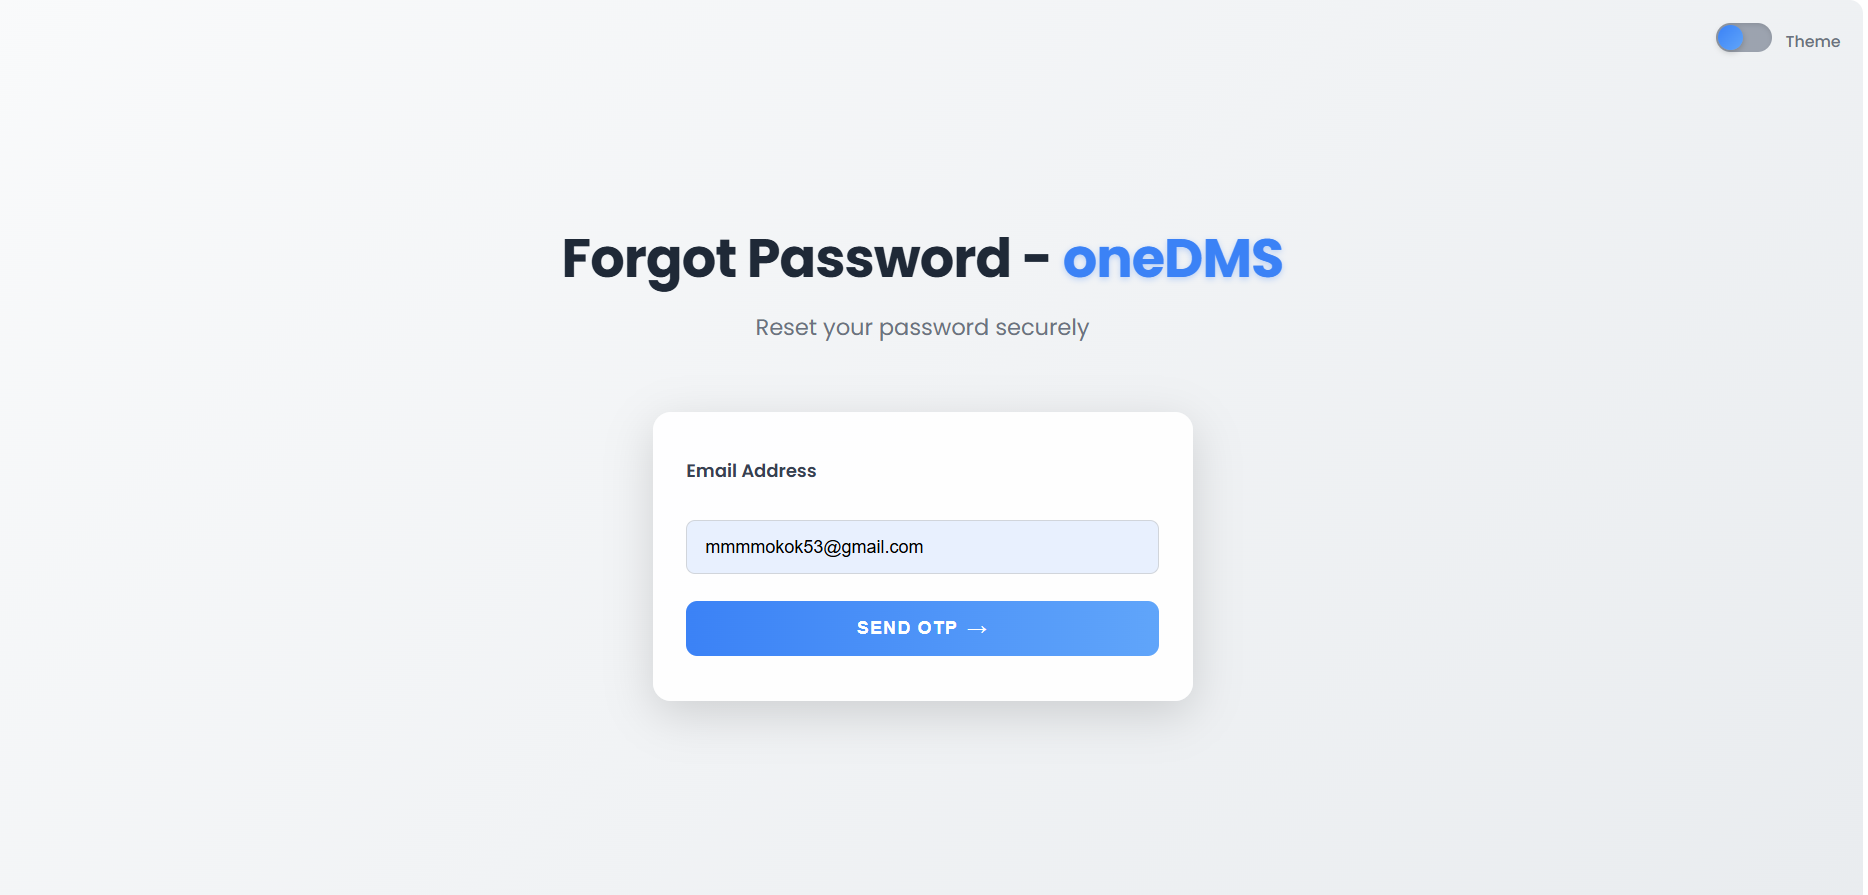 Theme
Forgot Password - oneDMS
Reset your password securely
Email Address
mmmmokok53@gmail.com
SEND OTP →